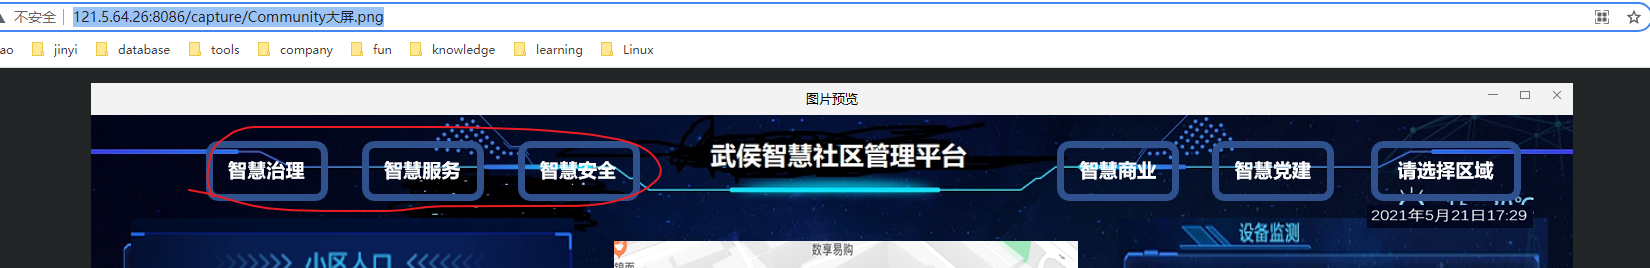 不安全 121.5.64.26:8086/capture/Community大屏.png
ao jinyi database tools company fun knowledge learning Linux
图片预览
智慧治理 智慧服务 智慧安全 武侯智慧社区管理平台 智慧商业 智慧党建 请选择区域
2021年5月21日17:29
小区人口 数享易购 设备监测